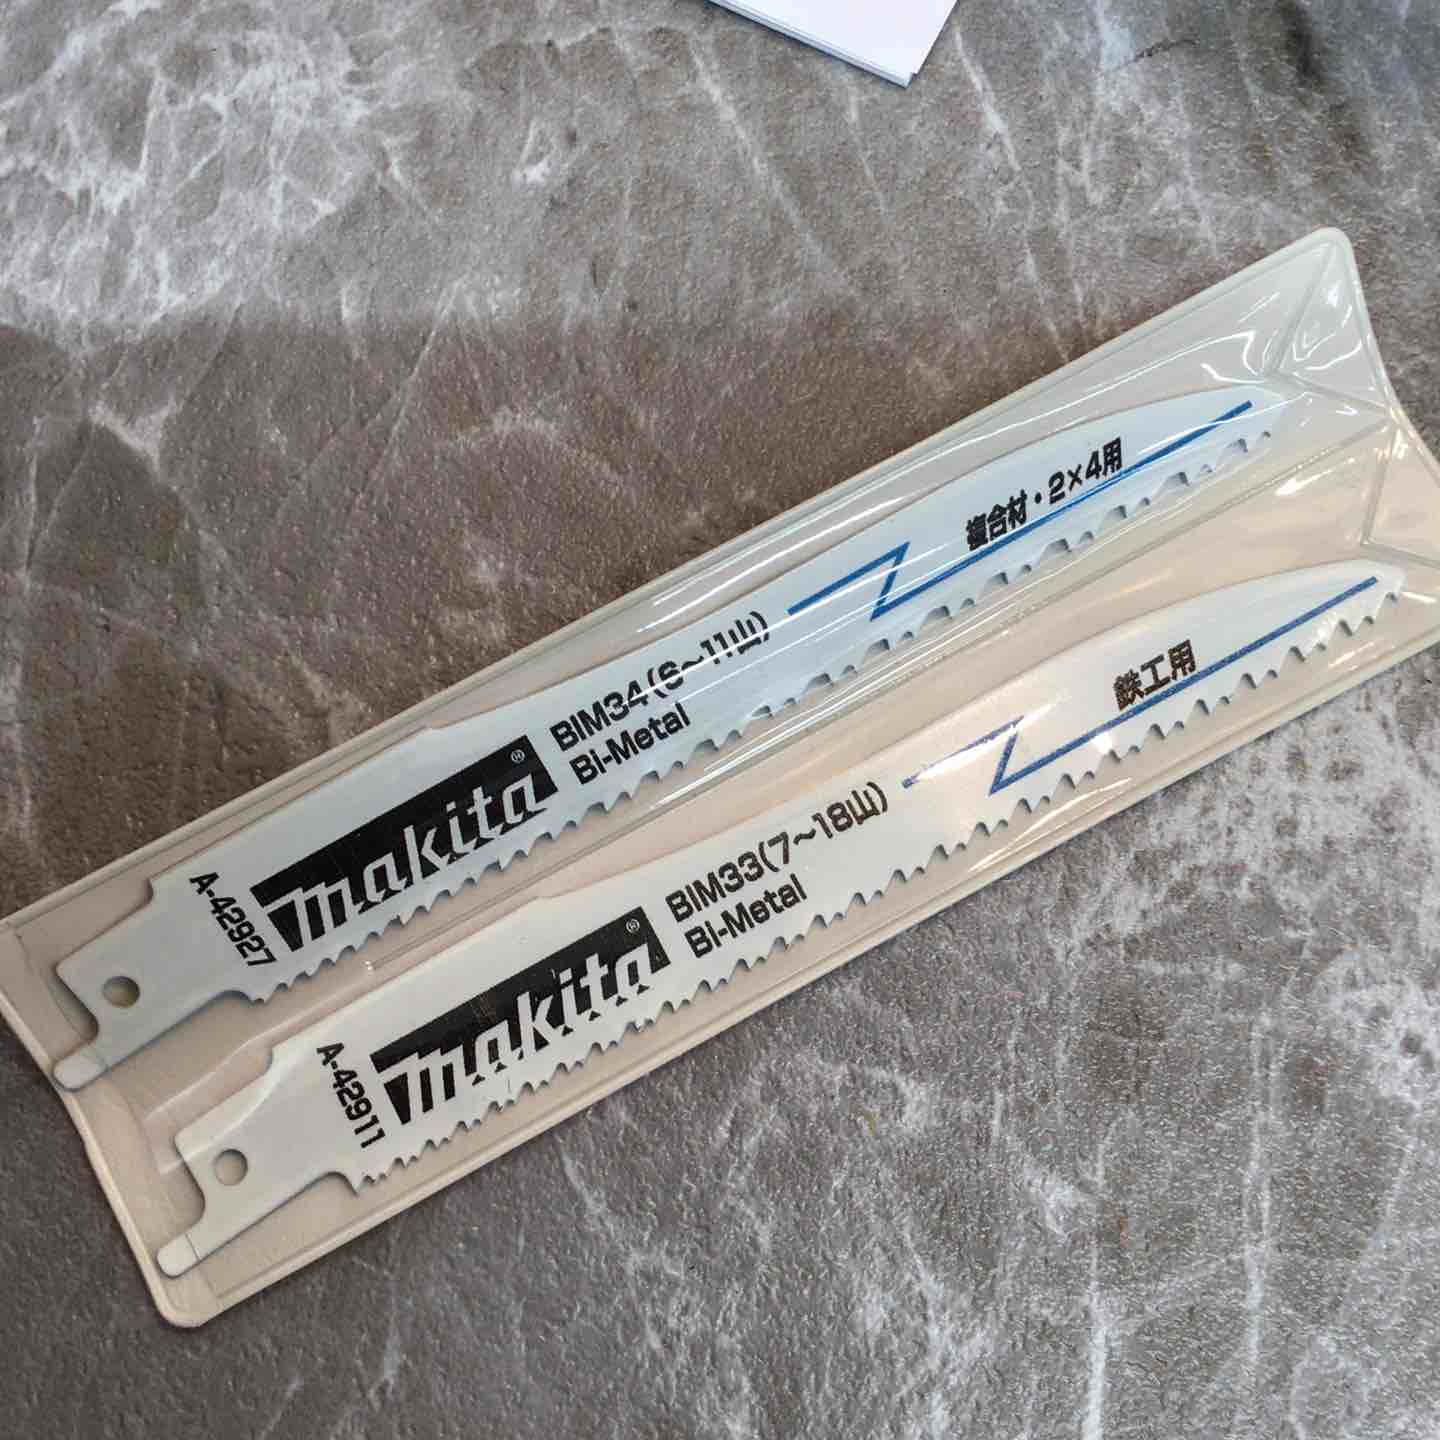 A-42927
makita®
BIM34(6~11山)
Bi-Metal
複合材・2×4用
A-42911
makita®
BIM33(7~18山)
Bi-Metal
鉄工用